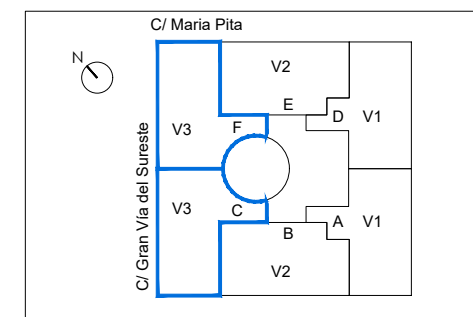 C/ Maria Pita
N
V2
E
D
V1
V3
F
C/ Gran Vía del Sureste
V3
C
A
B
V1
V2